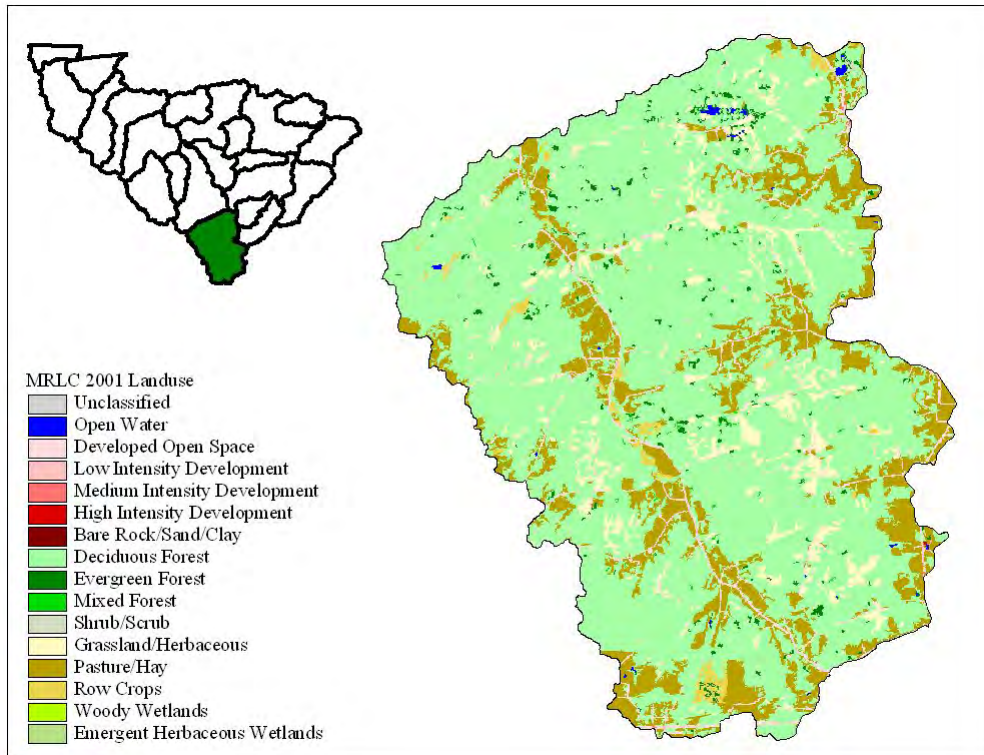 MRLC 2001 Landuse
Unclassified
Open Water
Developed Open Space
Low Intensity Development
Medium Intensity Development
High Intensity Development
Bare Rock/Sand/Clay
Deciduous Forest
Evergreen Forest
Mixed Forest
Shrub/Scrub
Grassland/Herbaceous
Pasture/Hay
Row Crops
Woody Wetlands
Emergent Herbaceous Wetlands